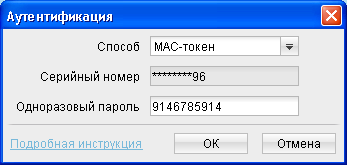 Аутентификация
Способ MAC-токен
Серийный номер ********96
Одноразовый пароль 9146785914
Подробная инструкция OK Отмена